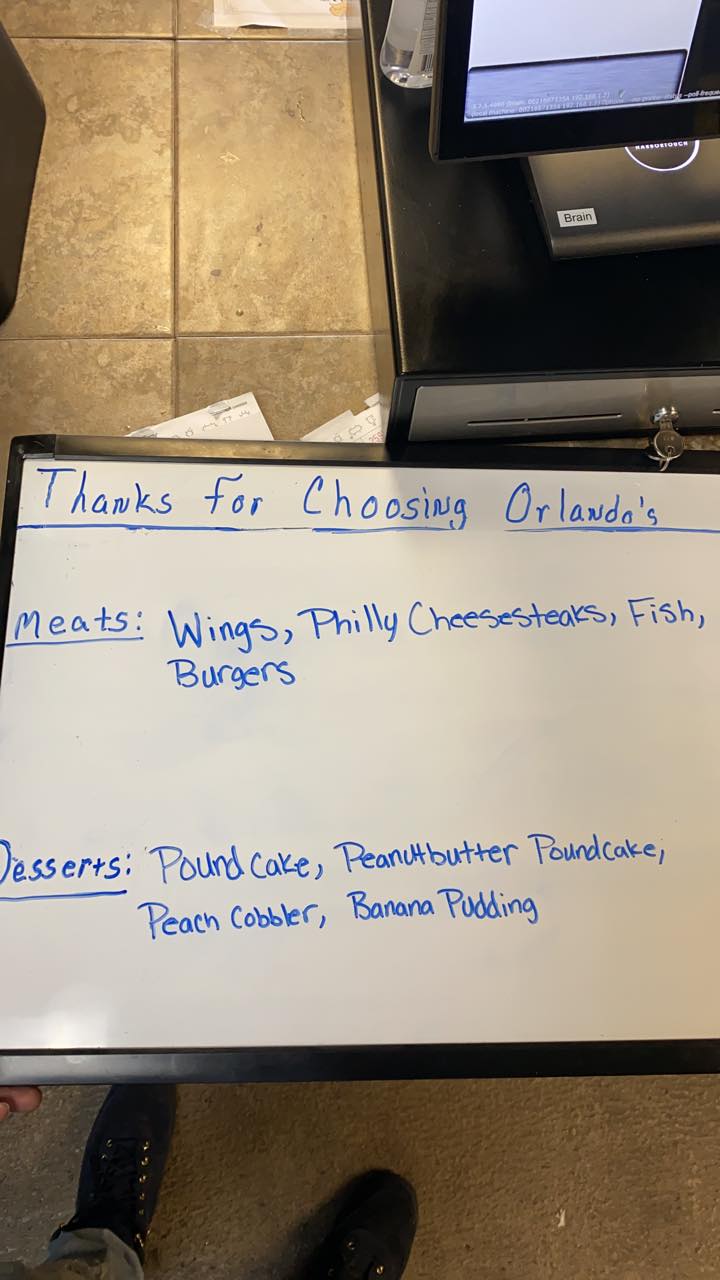 HARBORTOUCH
Brain
Thanks for Choosing Orlando's
Meats: Wings, Philly Cheesesteaks, Fish,
Burgers
Desserts: Pound Cake, Peanutbutter Poundcake,
Peach Cobbler, Banana Pudding